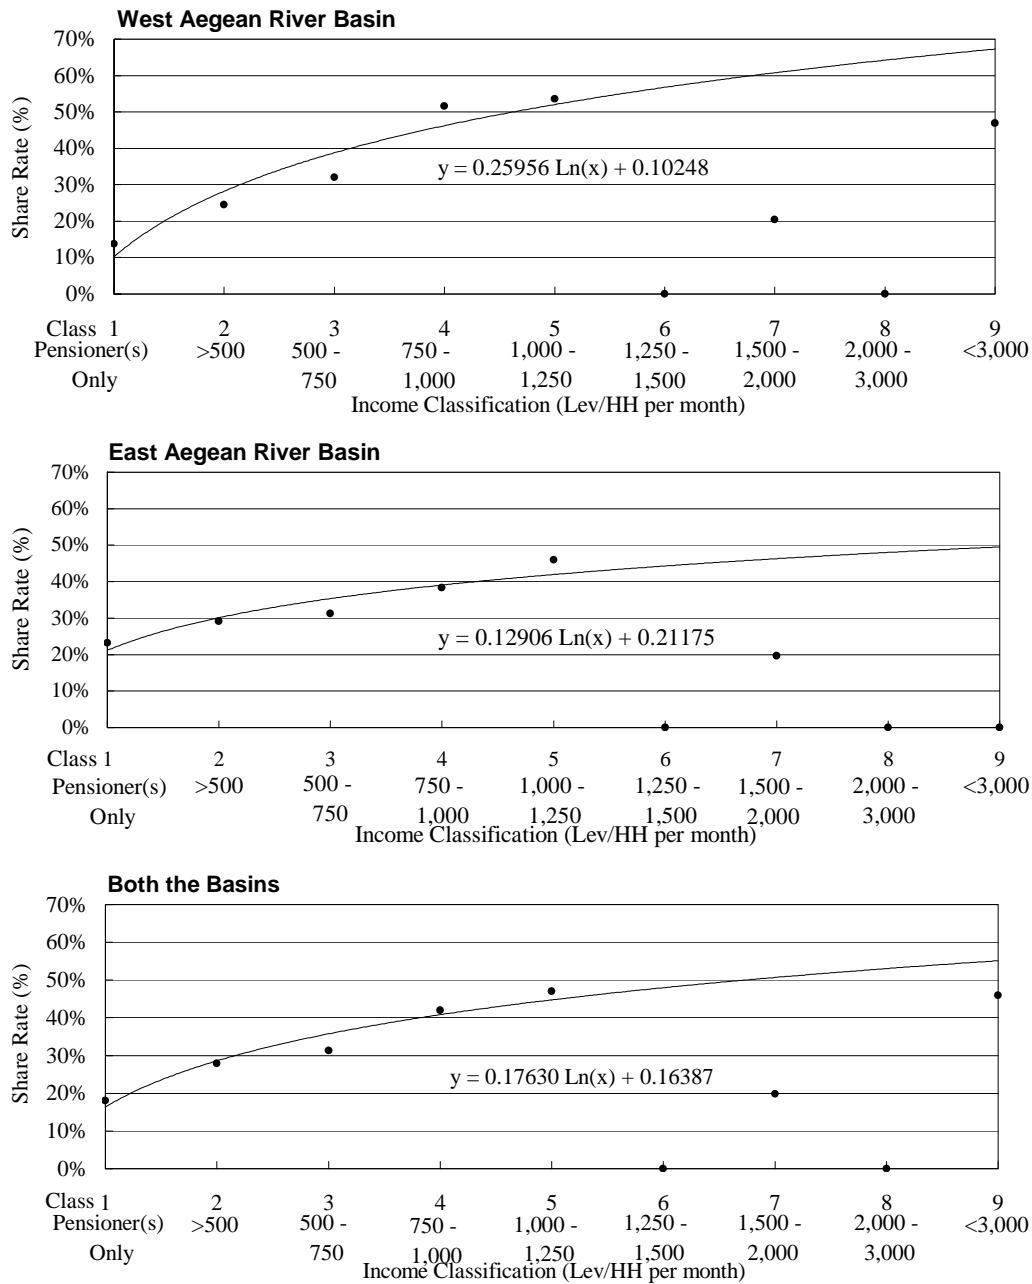 West Aegean River Basin
70%
60%
50%
40%
30%
20%
10%
0%
Share Rate (%)
y = 0.25956 Ln(x) + 0.10248
Class 1 2 3 4 5 6 7 8 9
Pensioner(s) >500 500 - 750 - 1,000 - 1,250 - 1,500 - 2,000 - <3,000
Only 750 1,000 1,250 1,500 2,000 3,000
Income Classification (Lev/HH per month)
East Aegean River Basin
70%
60%
50%
40%
30%
20%
10%
0%
Share Rate (%)
y = 0.12906 Ln(x) + 0.21175
Class 1 2 3 4 5 6 7 8 9
Pensioner(s) >500 500 - 750 - 1,000 - 1,250 - 1,500 - 2,000 - <3,000
Only 750 1,000 1,250 1,500 2,000 3,000
Income Classification (Lev/HH per month)
Both the Basins
70%
60%
50%
40%
30%
20%
10%
0%
Share Rate (%)
y = 0.17630 Ln(x) + 0.16387
Class 1 2 3 4 5 6 7 8 9
Pensioner(s) >500 500 - 750 - 1,000 - 1,250 - 1,500 - 2,000 - <3,000
Only 750 1,000 1,250 1,500 2,000 3,000
Income Classification (Lev/HH per month)